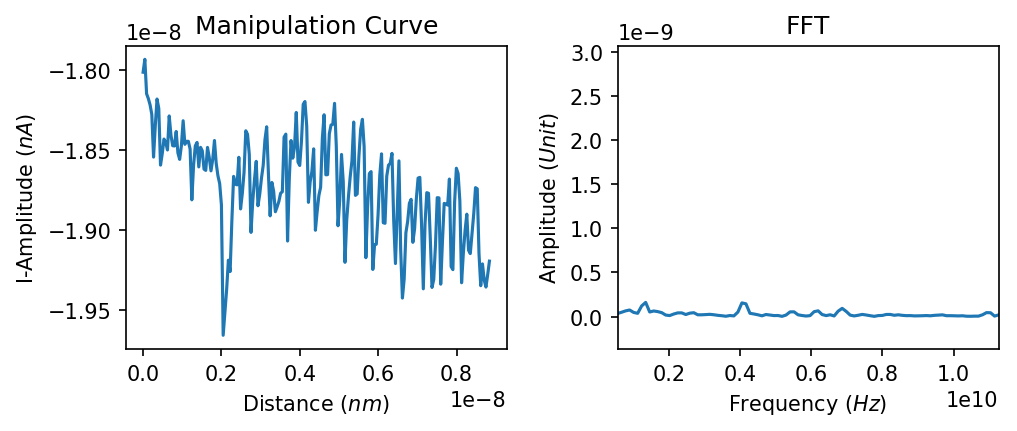 Manipulation Curve
1e−8
−1.80
−1.85
−1.90
−1.95
I-Amplitude (nA)
0.0 0.2 0.4 0.6 0.8
1e−8
Distance (nm)
FFT
1e−9
3.0
2.5
2.0
1.5
1.0
0.5
0.0
Amplitude (Unit)
0.2 0.4 0.6 0.8 1.0
1e10
Frequency (Hz)